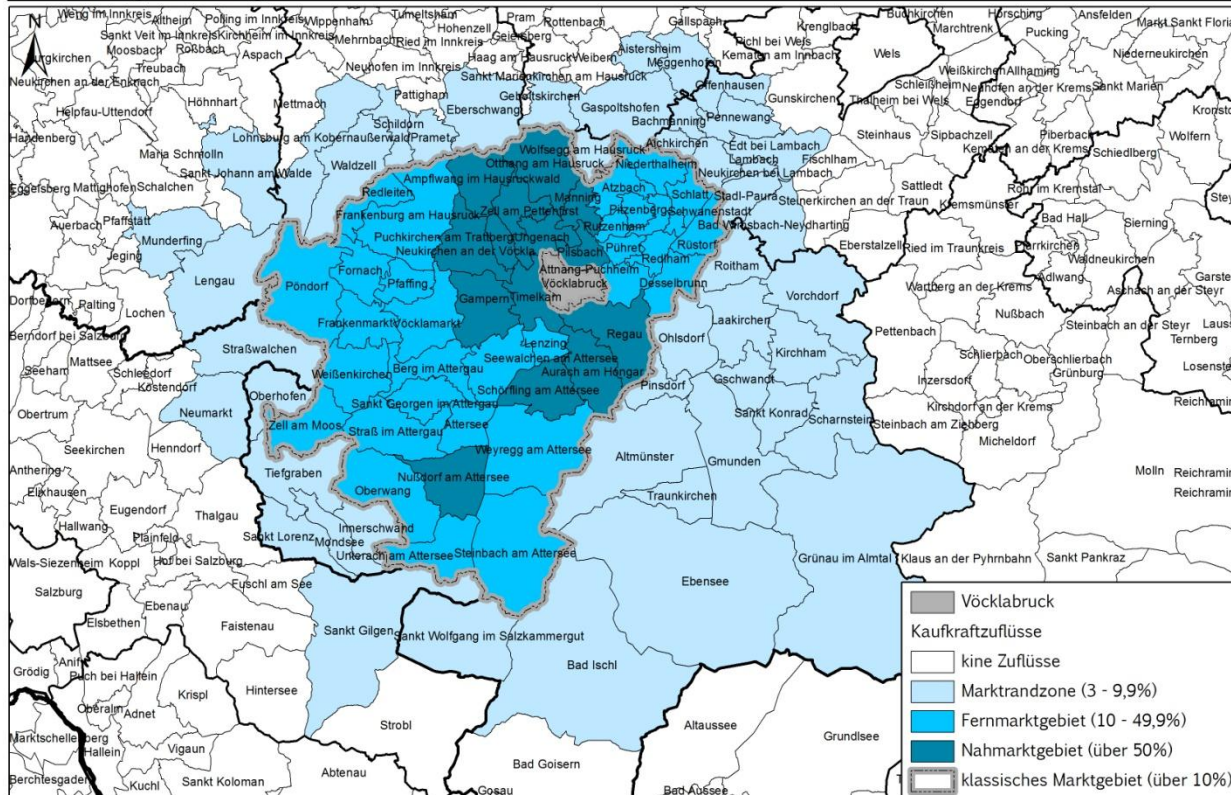 N
Weng im Innkreis
Altheim
Polling im Innkreis
Wippenham
Tumeltsham
Pram
Rottenbach
Gallspach
Krenglbach
Buchkirchen
Hörsching
Ansfelden
Sankt Veit im Innkreis
Kirchheim im Innkreis
Hohenzell
Geiersberg
Marchtrenk
Pucking
Markt Sankt Flori
Moosbach
Roßbach
Mehrnbach
Ried im Innkreis
Haag am Hausruck
Weibern
Aistersheim
Pichl bei Wels
Wels
Burgkirchen
Treubach
Aspach
Meggenhofen
Kematen am Innbach
Weißkirchen
Allhaming
Niederneukirchen
Neukirchen an der Enknach
Neuhofen im Innkreis
Sankt Marienkirchen am Hausruck
Offenhausen
Schleißheim
Neuhofen an der Krems
Sankt Marien
Höhnhart
Mettmach
Pattigham
Eberschwang
Geboltskirchen
Gaspoltshofen
Gunskirchen
Thalheim bei Wels
Eggendorf
Kronsto
Helpfau-Uttendorf
Schildorn
Bachmanning
Pennewang
Piberbach
Wolfern
Handenberg
Lohnsburg am Kobernaußerwald
Pramet
Wolfsegg am Hausruck
Aichkirchen
Edt bei Lambach
Steinhaus
Sipbachzell
Kematen an der Krems
Schiedlberg
Maria Schmolln
Waldzell
Ottnang am Hausruck
Niederthalheim
Lambach
Fischlham
Eggelsberg
Mattighofen
Schalchen
Sankt Johann am Walde
Ampflwang im Hausruckwald
Neukirchen bei Lambach
Sattledt
Rohr im Kremstal
Redleiten
Manning
Atzbach
Schlatt
Stadl-Paura
Steinerkirchen an der Traun
Kremsmünster
Pfaffstätt
Frankenburg am Hausruck
Zell am Pettenfirst
Pitzenberg
Schwanenstadt
Bad Hall
Sierning
Auerbach
Munderfing
Rutzenham
Bad Wimsbach-Neydharting
Pfarrkirchen
Jeging
Puchkirchen am Trattberg
Ungenach
Pilsbach
Pühret
Rüstorf
Eberstalzell
Ried im Traunkreis
Waldneukirchen
Neukirchen an der Vöckla
Redlham
Adlwang
Garste
Lengau
Fornach
Attnang-Puchheim
Roitham
Aschach an der Steyr
Dorfbeuern
Palting
Pöndorf
Pfaffing
Vöcklabruck
Desselbrunn
Vorchdorf
Wartberg an der Krems
Lochen
Gampern
Timelkam
Nußbach
Berndorf bei Salzburg
Frankenmarkt
Vöcklamarkt
Regau
Laakirchen
Pettenbach
Steinbach an der Steyr
Laus
Mattsee
Straßwalchen
Lenzing
Ohlsdorf
Ternberg
Seeham
Schleedorf
Seewalchen am Attersee
Kirchham
Schlierbach
Oberschlierbach
Köstendorf
Weißenkirchen
Berg im Attergau
Aurach am Hongar
Grünburg
Losenste
Oberhofen
Schörfling am Attersee
Pinsdorf
Gschwandt
Inzersdorf
Obertrum
Neumarkt
Sankt Georgen im Attergau
Sankt Konrad
Kirchdorf an der Krems
Reichramin
Zell am Moos
Straß im Attergau
Attersee
Scharnstein
Steinbach am Ziehberg
Seekirchen
Henndorf
Weyregg am Attersee
Altmünster
Gmunden
Micheldorf
Anthering
Tiefgraben
Molln
Reichramin
Elixhausen
Nußdorf am Attersee
Oberwang
Traunkirchen
Reichramin
Eugendorf
Thalgau
Hallwang
Innerschwand
Plainfeld
Sankt Lorenz
Mondsee
Wals-Siezenheim
Koppl
Hof bei Salzburg
Unterach am Attersee
Steinbach am Attersee
Grünau im Almtal
Klaus an der Pyrhnbahn
Sankt Pankraz
Fuschl am See
Ebensee
Salzburg
Ebenau
Elsbethen
Faistenau
Sankt Gilgen
Sankt Wolfgang im Salzkammergut
Bad Ischl
Grödig
Anif
Puch bei Hallein
Krispl
Hintersee
Oberalm
Adnet
Strobl
Altaussee
Grundlsee
Marktschellenberg
Hallein
Vigaun
Bad Goisern
Berchtesgaden
Kuchl
Sankt Koloman
Abtenau
Gosau
Bad Aussee
Vöcklabruck
Kaufkraftzuflüsse
kine Zuflüsse
Marktrandzone (3 - 9,9%)
Fernmarktgebiet (10 - 49,9%)
Nahmarktgebiet (über 50%)
klassisches Marktgebiet (über 10%)